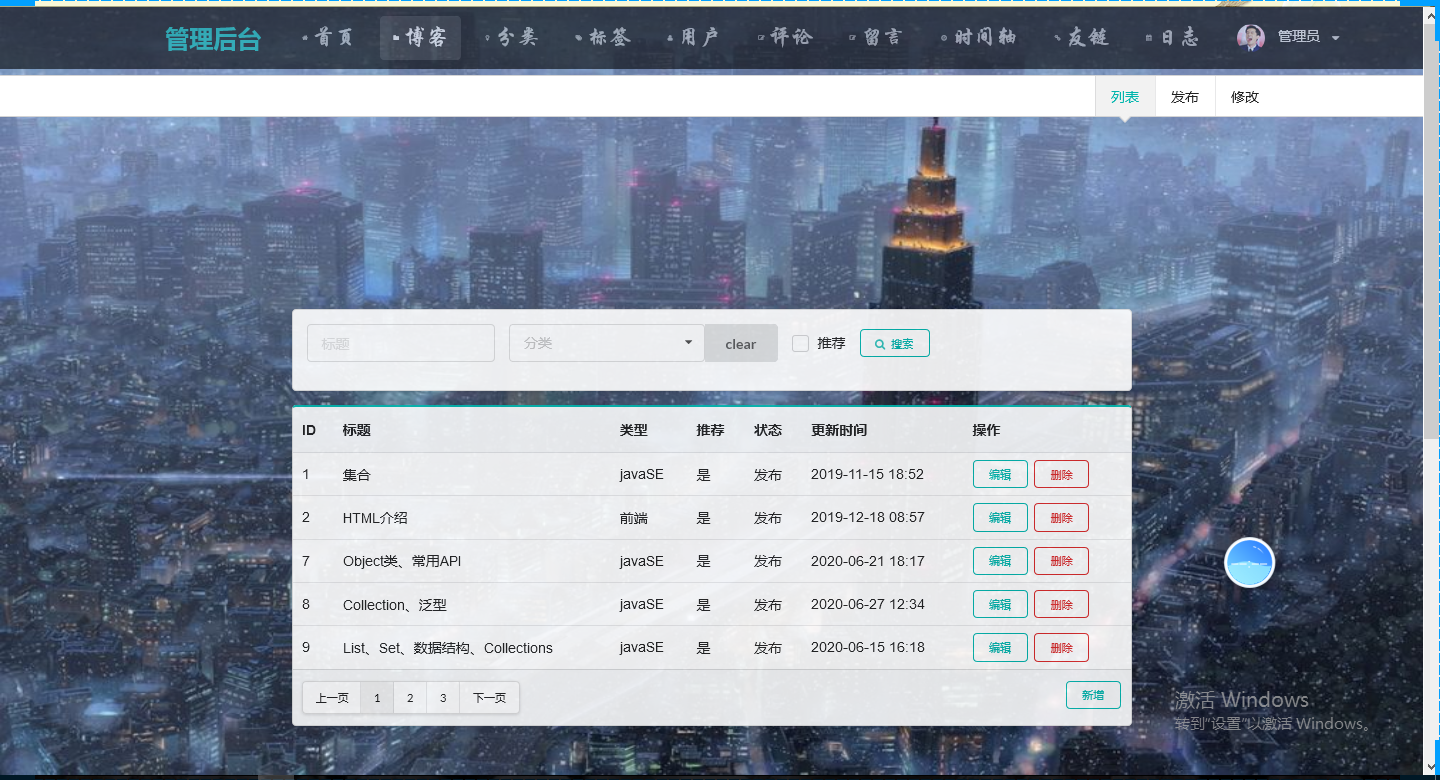 管理后台 首页 博客 分类 标签 用户 评论 留言 时间轴 友链 日志 管理员
列表 发布 修改
标题 分类 clear 推荐 搜索
ID 标题 类型 推荐 状态 更新时间 操作
1 集合 javaSE 是 发布 2019-11-15 18:52 编辑 删除
2 HTML介绍 前端 是 发布 2019-12-18 08:57 编辑 删除
7 Object类、常用API javaSE 是 发布 2020-06-21 18:17 编辑 删除
8 Collection、泛型 javaSE 是 发布 2020-06-27 12:34 编辑 删除
9 List、Set、数据结构、Collections javaSE 是 发布 2020-06-15 16:18 编辑 删除
上一页 1 2 3 下一页 新增
激活 Windows
转到"设置"以激活 Windows。